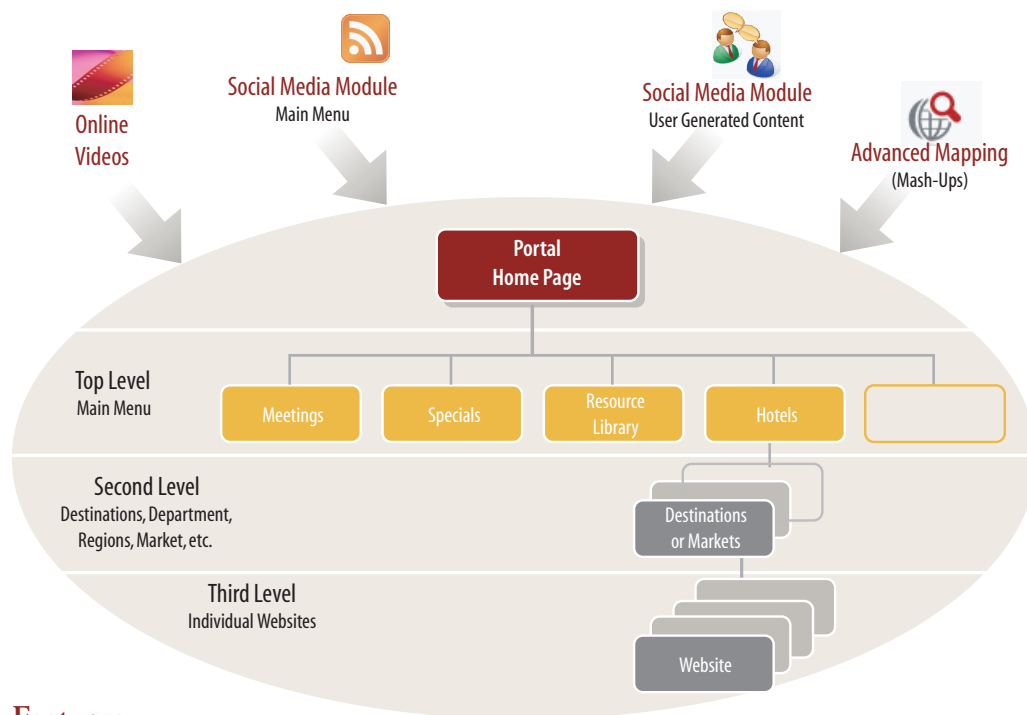 Online
Videos
Social Media Module
Main Menu
Social Media Module
User Generated Content
Advanced Mapping
(Mash-Ups)
Portal
Home Page
Top Level
Main Menu
Meetings
Specials
Resource
Library
Hotels
Second Level
Destinations, Department,
Regions, Market, etc.
Destinations
or Markets
Third Level
Individual Websites
Website